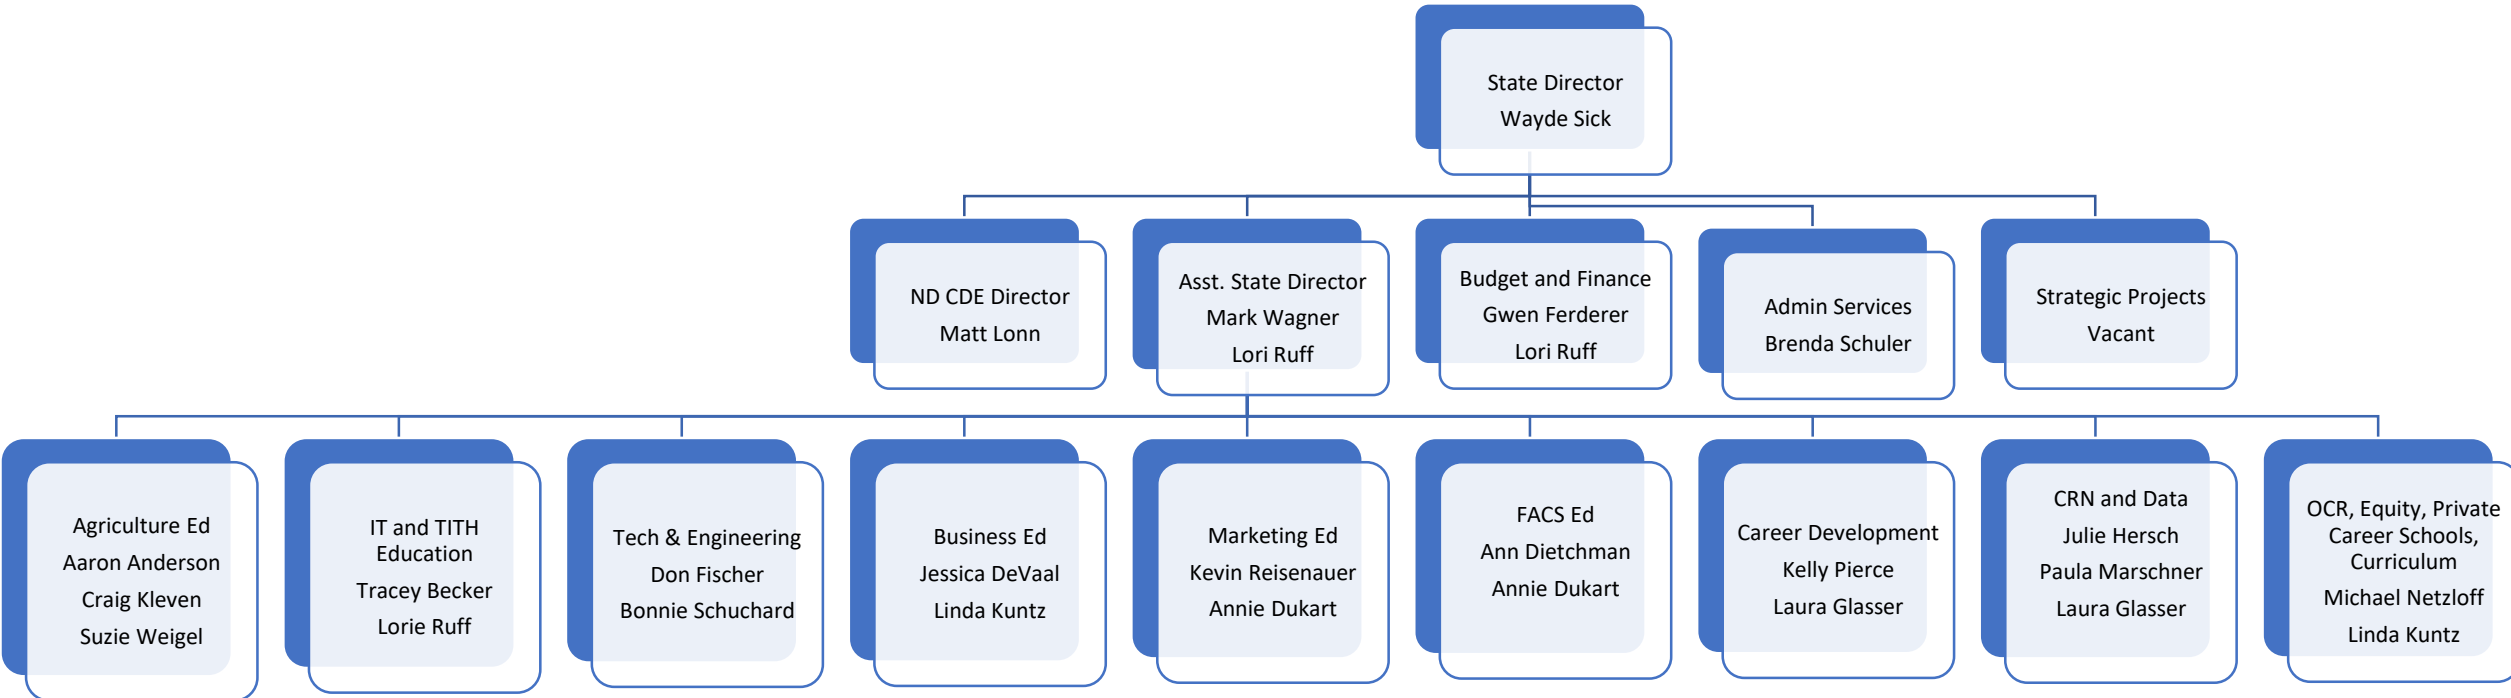 State Director
Wayde Sick
ND CDE Director
Matt Lonn
Asst. State Director
Mark Wagner
Lori Ruff
Budget and Finance
Gwen Ferderer
Lori Ruff
Admin Services
Brenda Schuler
Strategic Projects
Vacant
Agriculture Ed
Aaron Anderson
Craig Kleven
Suzie Weigel
IT and TITH
Education
Tracey Becker
Lorie Ruff
Tech & Engineering
Don Fischer
Bonnie Schuchard
Business Ed
Jessica DeVaal
Linda Kuntz
Marketing Ed
Kevin Reisenauer
Annie Dukart
FACS Ed
Ann Dietchman
Annie Dukart
Career Development
Kelly Pierce
Laura Glasser
CRN and Data
Julie Hersch
Paula Marschner
Laura Glasser
OCR, Equity, Private
Career Schools,
Curriculum
Michael Netzloff
Linda Kuntz